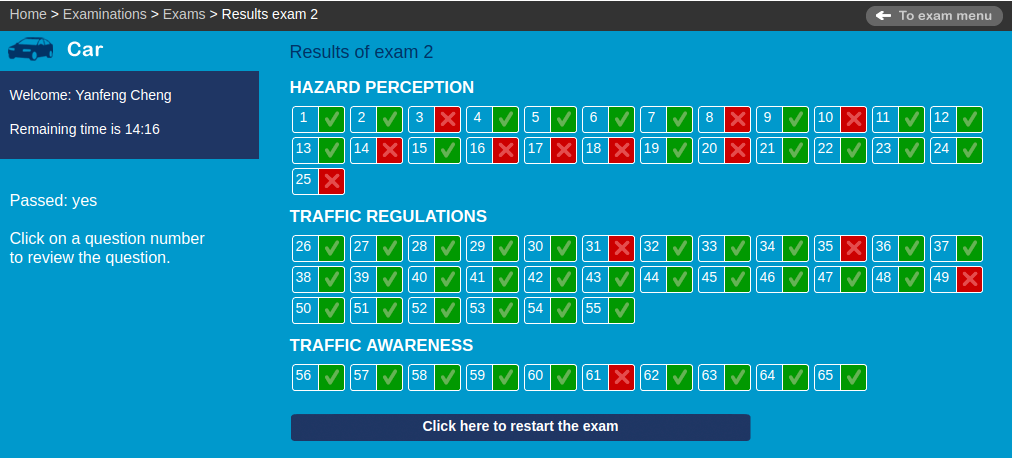 Home > Examinations > Exams > Results exam 2
To exam menu
Car
Welcome: Yanfeng Cheng
Remaining time is 14:16
Passed: yes
Click on a question number
to review the question.
Results of exam 2
HAZARD PERCEPTION
1 2 3 4 5 6 7 8 9 10 11 12
13 14 15 16 17 18 19 20 21 22 23 24
25
TRAFFIC REGULATIONS
26 27 28 29 30 31 32 33 34 35 36 37
38 39 40 41 42 43 44 45 46 47 48 49
50 51 52 53 54 55
TRAFFIC AWARENESS
56 57 58 59 60 61 62 63 64 65
Click here to restart the exam